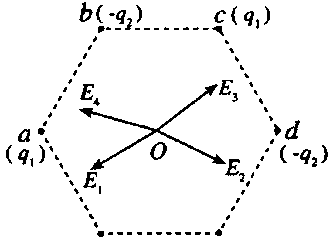 b(-q₂) c(q₁)
E₄ E₃
a d
(q₁) O (-q₂)
E₁ E₂